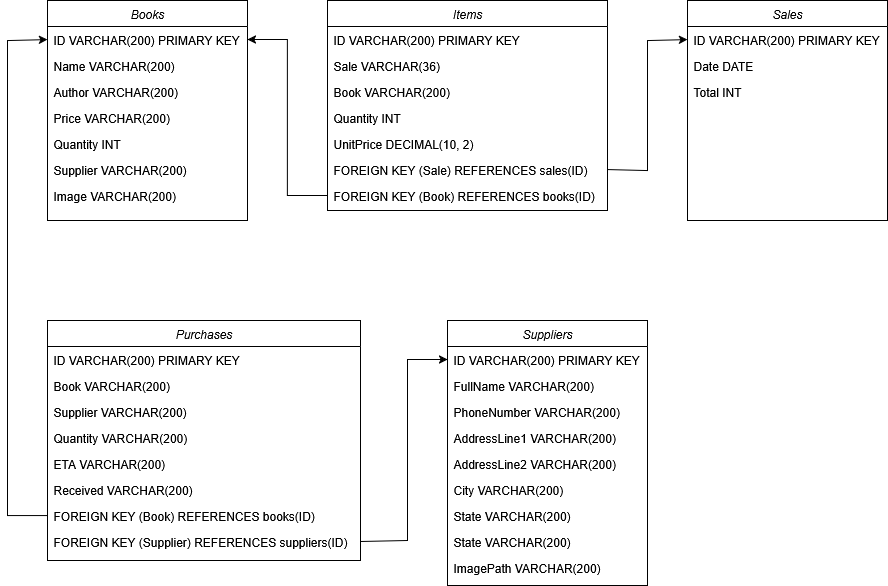 Books
ID VARCHAR(200) PRIMARY KEY
Name VARCHAR(200)
Author VARCHAR(200)
Price VARCHAR(200)
Quantity INT
Supplier VARCHAR(200)
Image VARCHAR(200)
Items
ID VARCHAR(200) PRIMARY KEY
Sale VARCHAR(36)
Book VARCHAR(200)
Quantity INT
UnitPrice DECIMAL(10, 2)
FOREIGN KEY (Sale) REFERENCES sales(ID)
FOREIGN KEY (Book) REFERENCES books(ID)
Sales
ID VARCHAR(200) PRIMARY KEY
Date DATE
Total INT
Purchases
ID VARCHAR(200) PRIMARY KEY
Book VARCHAR(200)
Supplier VARCHAR(200)
Quantity VARCHAR(200)
ETA VARCHAR(200)
Received VARCHAR(200)
FOREIGN KEY (Book) REFERENCES books(ID)
FOREIGN KEY (Supplier) REFERENCES suppliers(ID)
Suppliers
ID VARCHAR(200) PRIMARY KEY
FullName VARCHAR(200)
PhoneNumber VARCHAR(200)
AddressLine1 VARCHAR(200)
AddressLine2 VARCHAR(200)
City VARCHAR(200)
State VARCHAR(200)
State VARCHAR(200)
ImagePath VARCHAR(200)